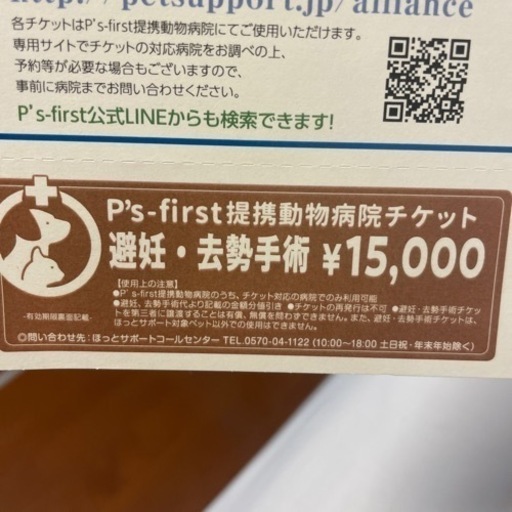 http://petsupport.jp/alliance
各チケットはP's-first提携動物病院にてご使用いただけます。
専用サイトでチケットの対応病院をお調べの上、
予約等が必要な場合もございますので、
事前に病院までお問い合わせください。
P's-first公式LINEからも検索できます!
P's-first提携動物病院チケット
避妊・去勢手術 ¥15,000
【使用上の注意】
●P's-first提携動物病院のうち、チケット対応の病院でのみ利用可能
●避妊、去勢手術代より記載の金額分値引き ●チケットの再発行は不可 ●避妊・去勢手術チケッ
トを第三者に譲渡することは有償、無償を問わずできません。また、避妊・去勢手術チケットは、
ほっとサポート対象ペット以外での使用はできません。
-有効期限裏面記載-
◎問い合わせ先：ほっとサポートコールセンター TEL.0570-04-1122 (10:00～18:00 土日祝・年末年始除く)